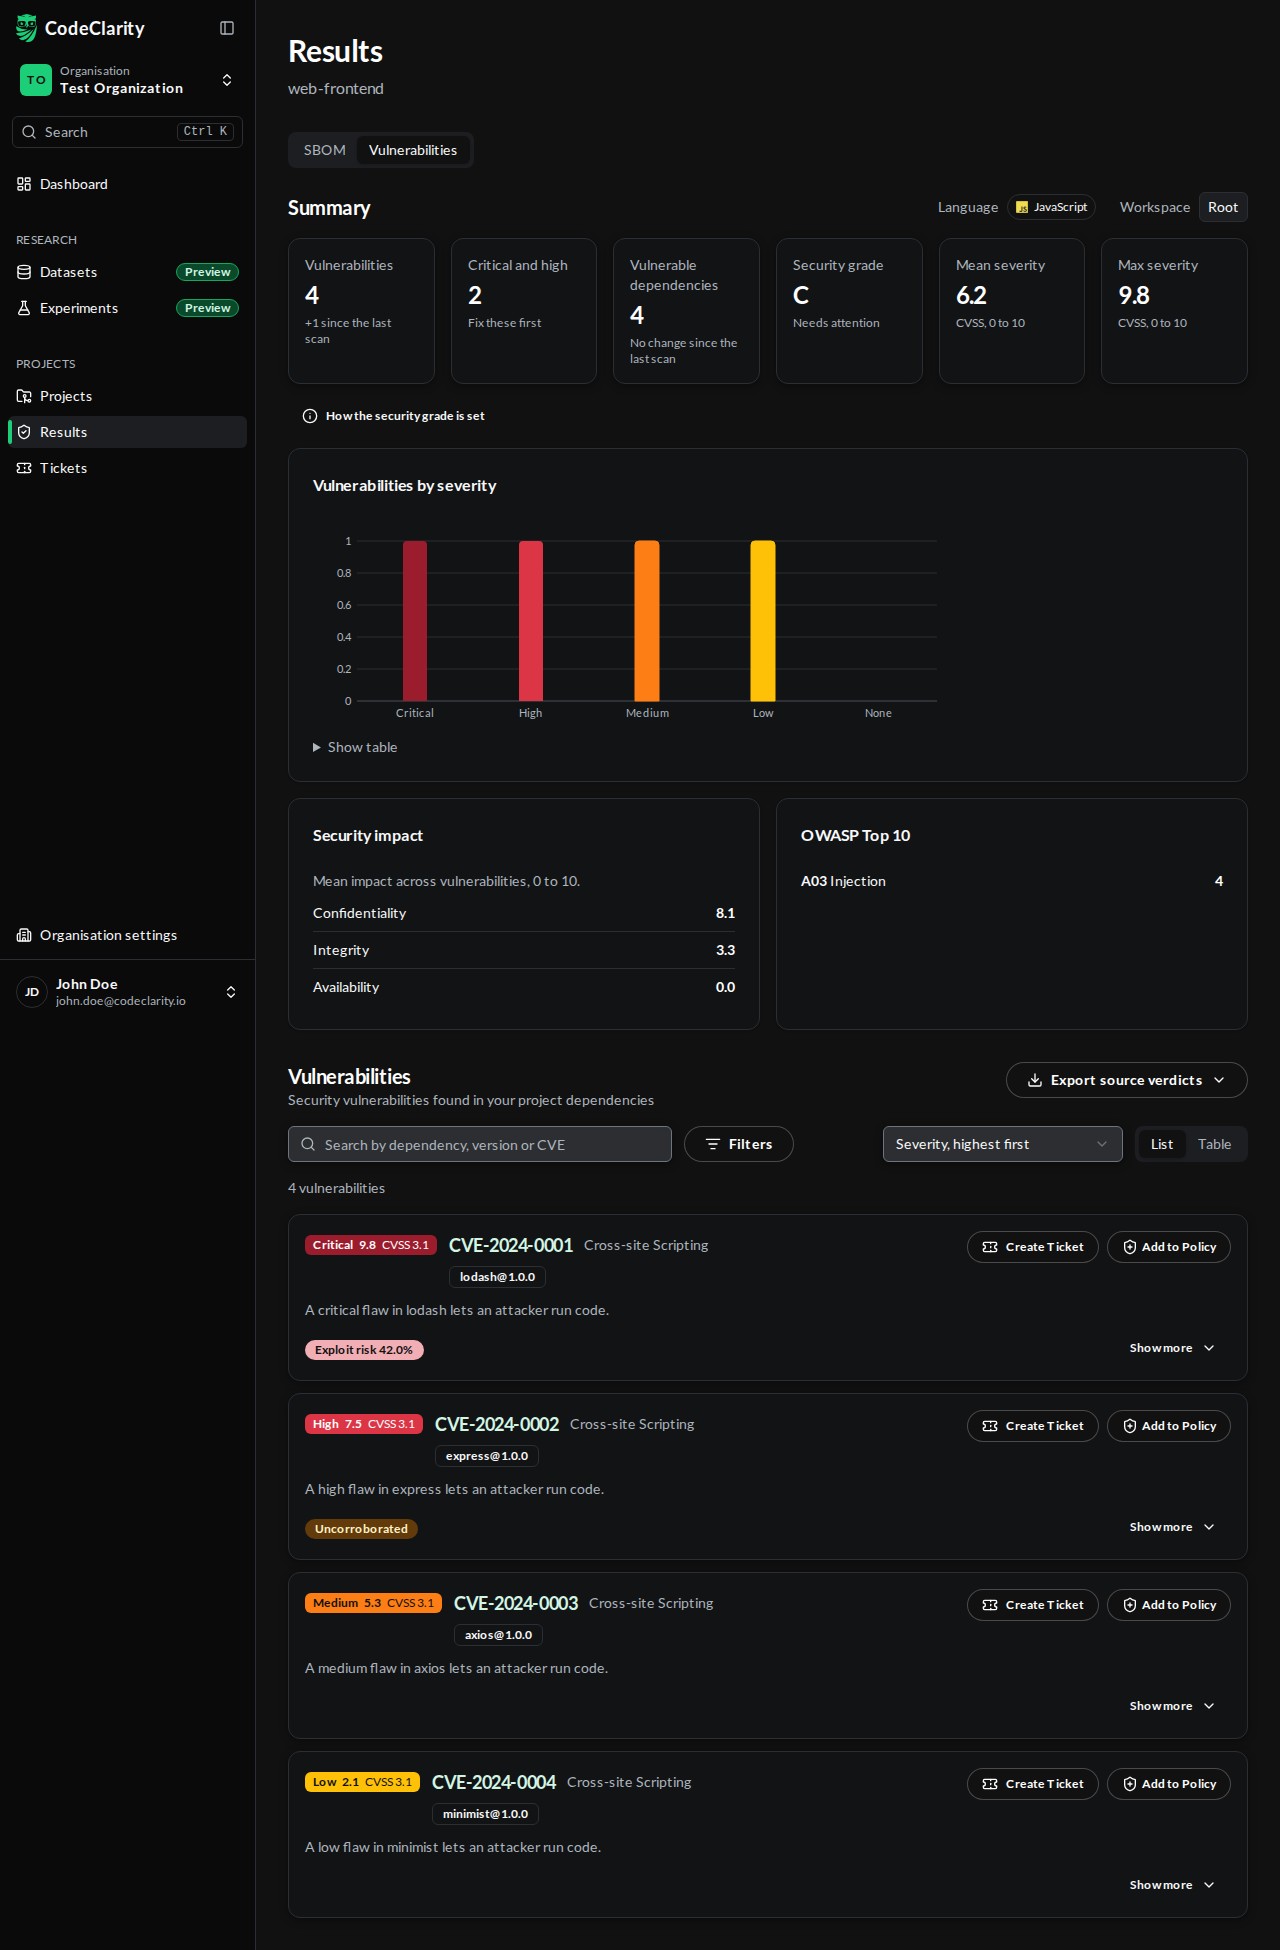 CodeClarity
TO
Organisation
Test Organization
Search
Ctrl K
Dashboard
RESEARCH
Datasets
Preview
Experiments
Preview
PROJECTS
Projects
Results
Tickets
Organisation settings
JD
John Doe
john.doe@codeclarity.io
Results
web-frontend
SBOM
Vulnerabilities
Summary
Language
JS
JavaScript
Workspace
Root
Vulnerabilities
4
+1 since the last
scan
Critical and high
2
Fix these first
Vulnerable
dependencies
4
No change since the
last scan
Security grade
C
Needs attention
Mean severity
6.2
CVSS, 0 to 10
Max severity
9.8
CVSS, 0 to 10
How the security grade is set
Vulnerabilities by severity
1
0.8
0.6
0.4
0.2
0
Critical
High
Medium
Low
None
Show table
Security impact
Mean impact across vulnerabilities, 0 to 10.
Confidentiality 8.1
Integrity 3.3
Availability 0.0
OWASP Top 10
A03 Injection 4
Vulnerabilities
Security vulnerabilities found in your project dependencies
Export source verdicts
Search by dependency, version or CVE
Filters
Severity, highest first
List
Table
4 vulnerabilities
Critical 9.8 CVSS 3.1 CVE-2024-0001 Cross-site Scripting
Create Ticket
Add to Policy
lodash@1.0.0
A critical flaw in lodash lets an attacker run code.
Exploit risk 42.0%
Show more
High 7.5 CVSS 3.1 CVE-2024-0002 Cross-site Scripting
Create Ticket
Add to Policy
express@1.0.0
A high flaw in express lets an attacker run code.
Uncorroborated
Show more
Medium 5.3 CVSS 3.1 CVE-2024-0003 Cross-site Scripting
Create Ticket
Add to Policy
axios@1.0.0
A medium flaw in axios lets an attacker run code.
Show more
Low 2.1 CVSS 3.1 CVE-2024-0004 Cross-site Scripting
Create Ticket
Add to Policy
minimist@1.0.0
A low flaw in minimist lets an attacker run code.
Show more